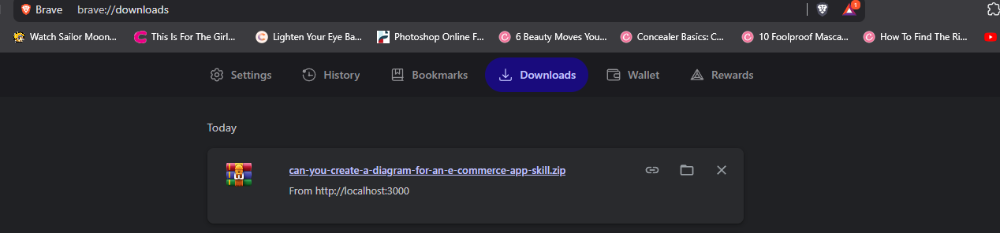 Brave brave://downloads 1
Watch Sailor Moon... This Is For The Girl... Lighten Your Eye Ba... Photoshop Online F... 6 Beauty Moves You... Concealer Basics: C... 10 Foolproof Masca... How To Find The Ri...
Settings History Bookmarks Downloads Wallet Rewards
Today
can-you-create-a-diagram-for-an-e-commerce-app-skill.zip
From http://localhost:3000